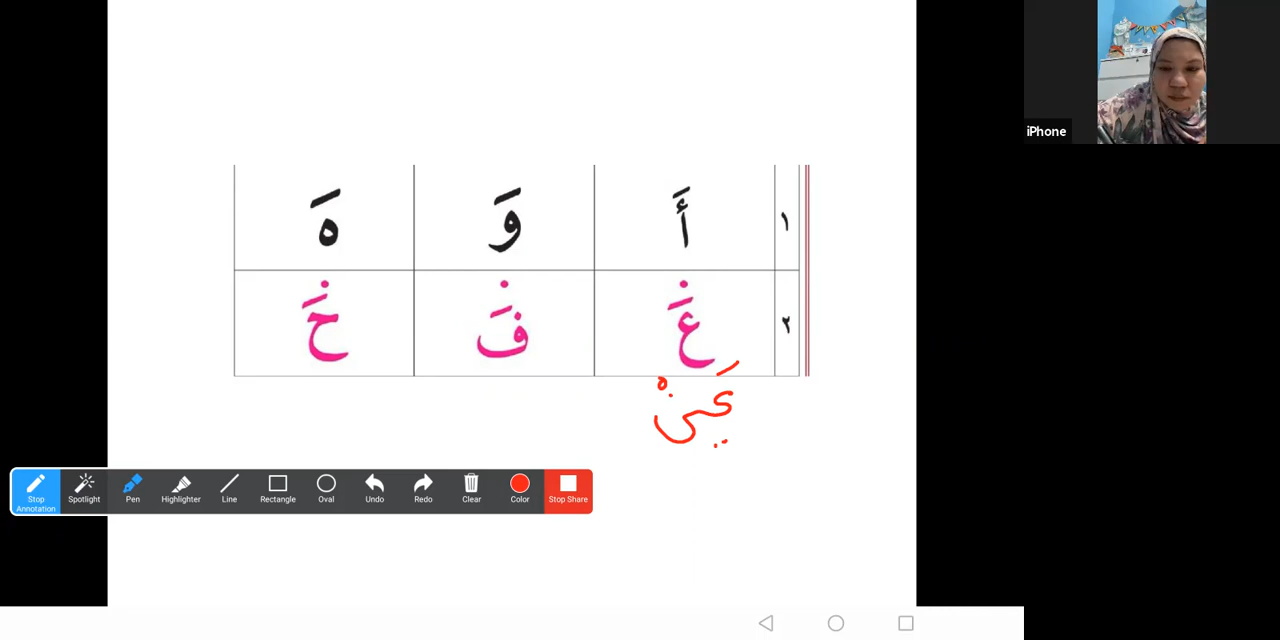 iPhone
١ أَ وَ هَ
٢ غَ فَ خَ
عَيْنْ
Stop Annotation Spotlight Pen Highlighter Line Rectangle Oval Undo Redo Clear Color Stop Share